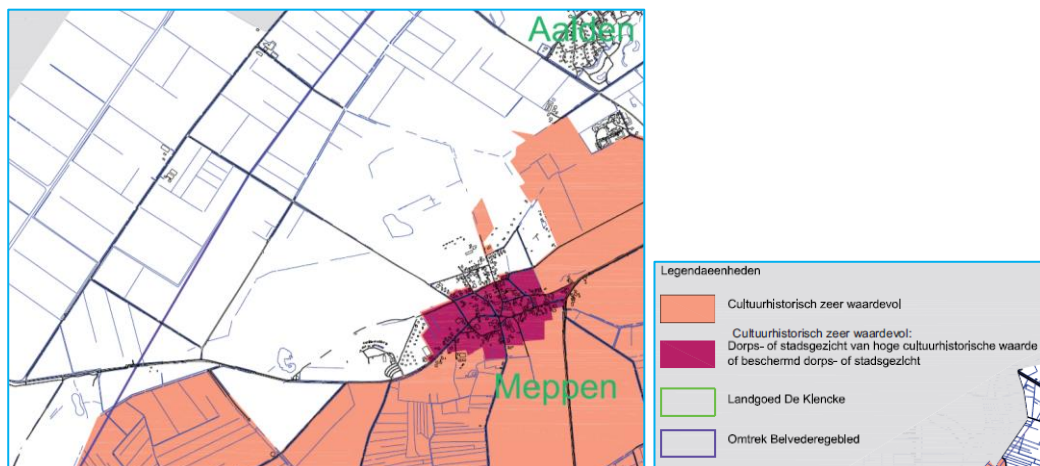 Aalden
Meppen
Legendaeenheden
Cultuurhistorisch zeer waardevol
Cultuurhistorisch zeer waardevol:
Dorps- of stadsgezicht van hoge cultuurhistorische waarde
of beschermd dorps- of stadsgezicht
Landgoed De Klencke
Omtrek Belvederegebied